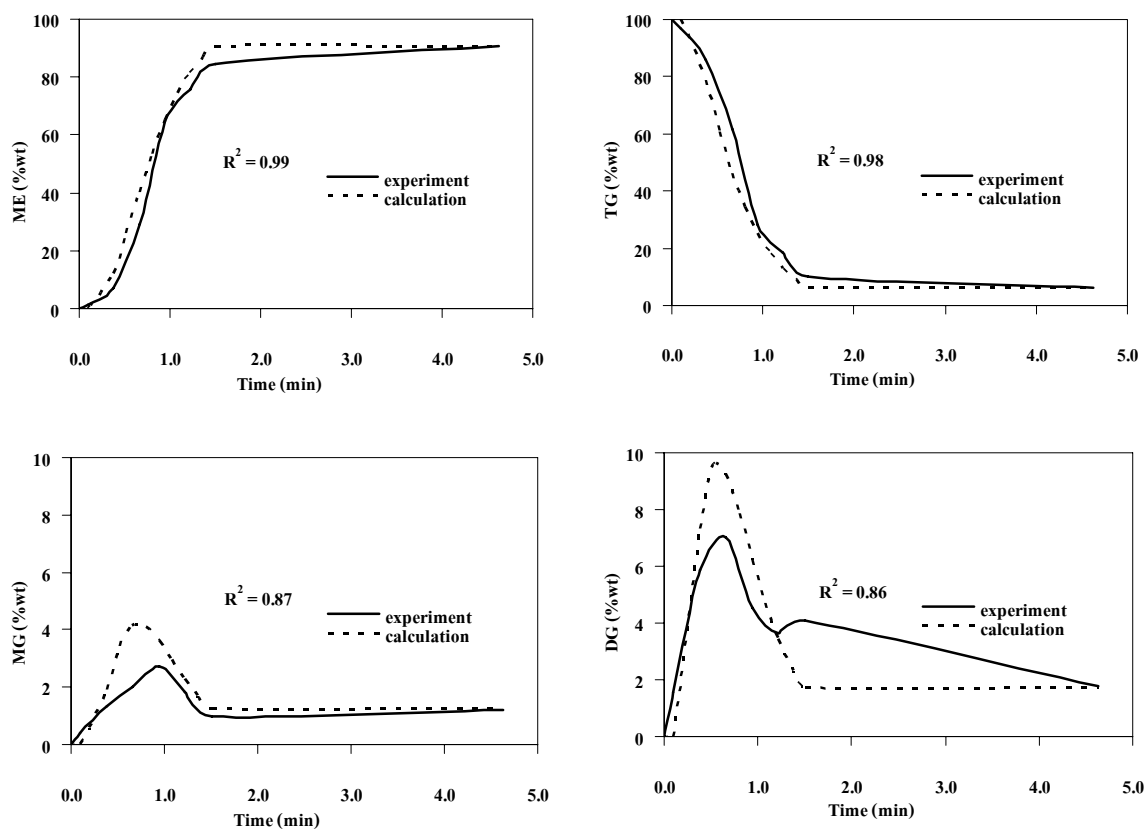 100
80
60
40
20
0
ME (%wt)
R2 = 0.99
experiment
calculation
0.0 1.0 2.0 3.0 4.0 5.0
Time (min)
100
80
60
40
20
0
TG (%wt)
R2 = 0.98
experiment
calculation
0.0 1.0 2.0 3.0 4.0 5.0
Time (min)
10
8
6
4
2
0
MG (%wt)
R2 = 0.87
experiment
calculation
0.0 1.0 2.0 3.0 4.0 5.0
Time (min)
10
8
6
4
2
0
DG (%wt)
R2 = 0.86
experiment
calculation
0.0 1.0 2.0 3.0 4.0 5.0
Time (min)